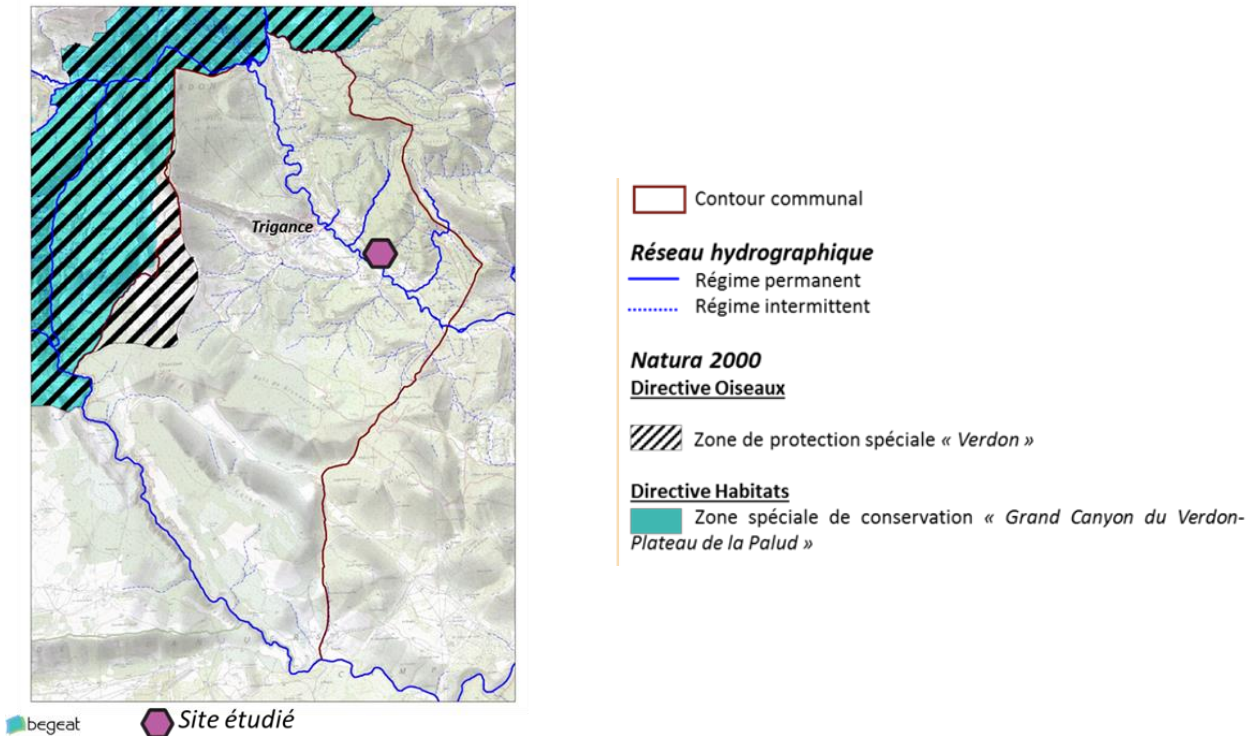 Trigance
begeat
Site étudié
Contour communal
Réseau hydrographique
Régime permanent
Régime intermittent
Natura 2000
Directive Oiseaux
Zone de protection spéciale « Verdon »
Directive Habitats
Zone spéciale de conservation « Grand Canyon du Verdon-
Plateau de la Palud »